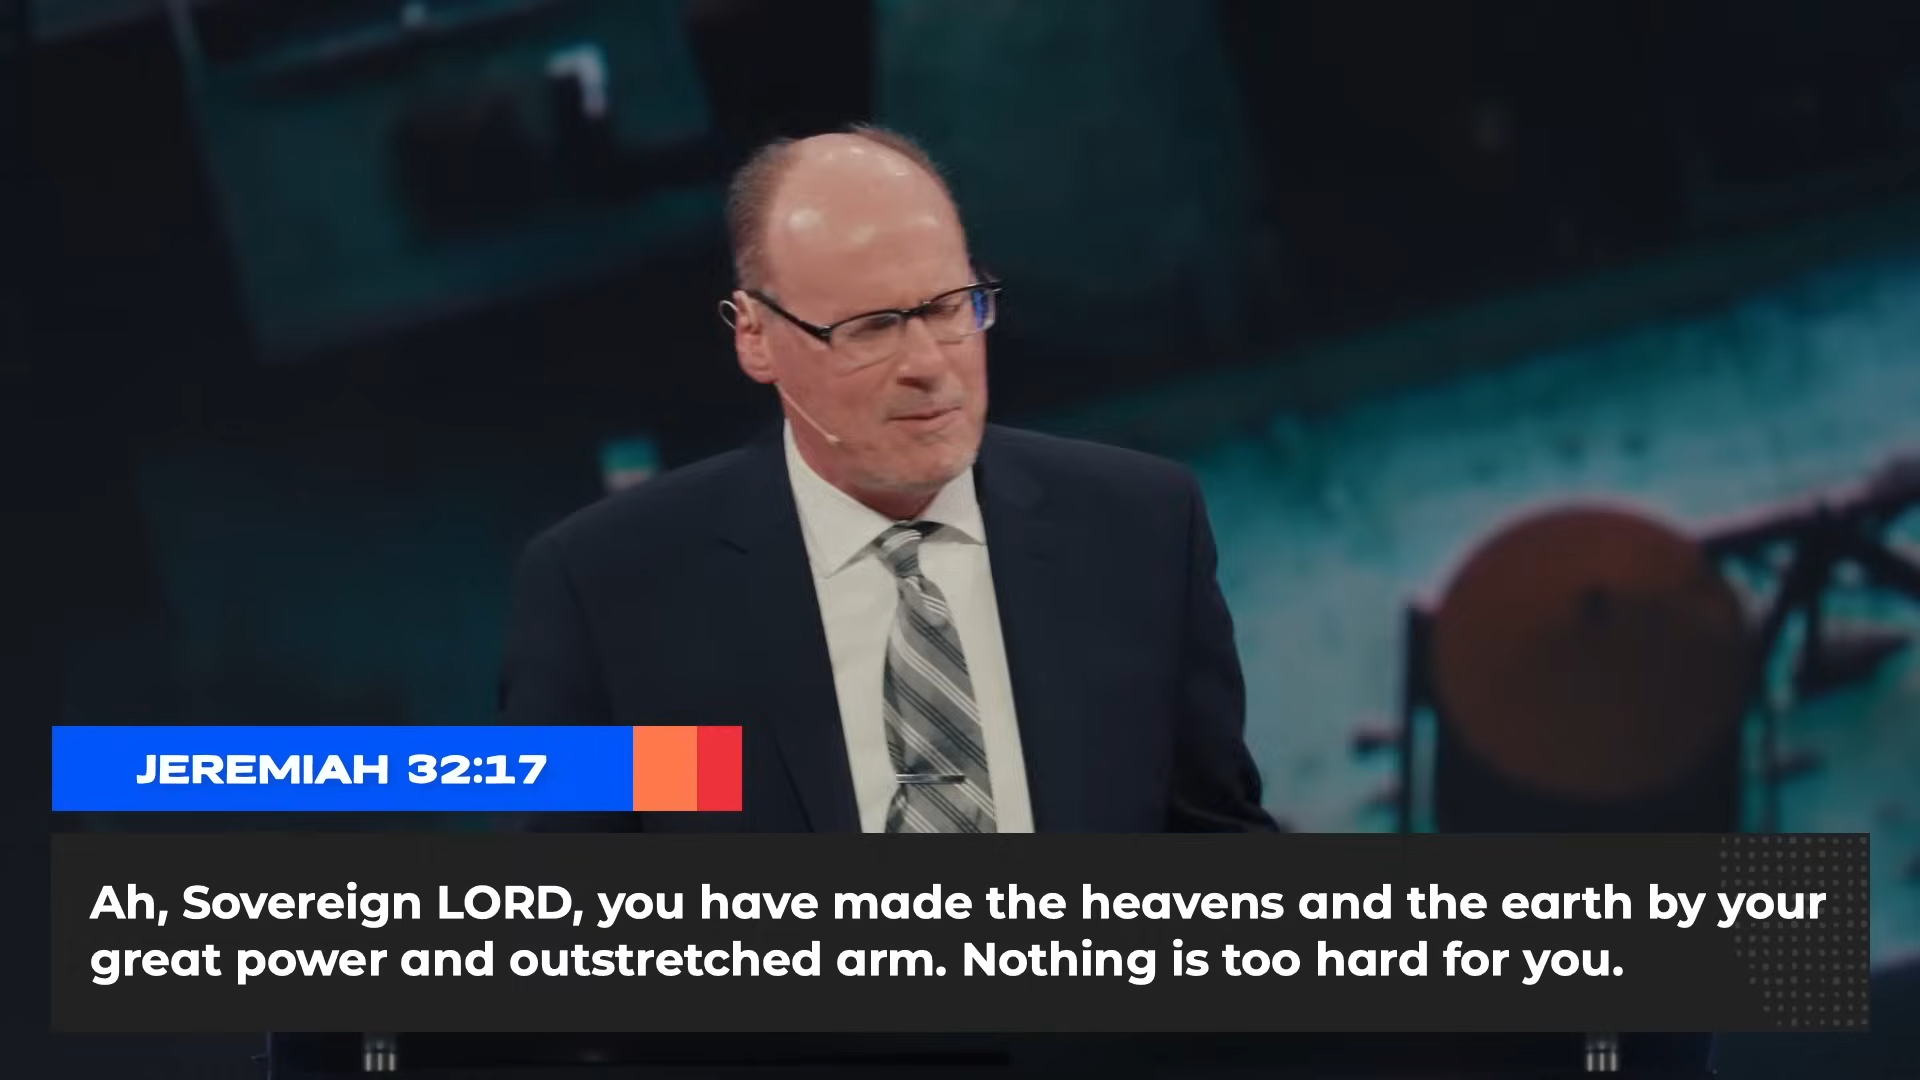 JEREMIAH 32:17
Ah, Sovereign LORD, you have made the heavens and the earth by your
great power and outstretched arm. Nothing is too hard for you.